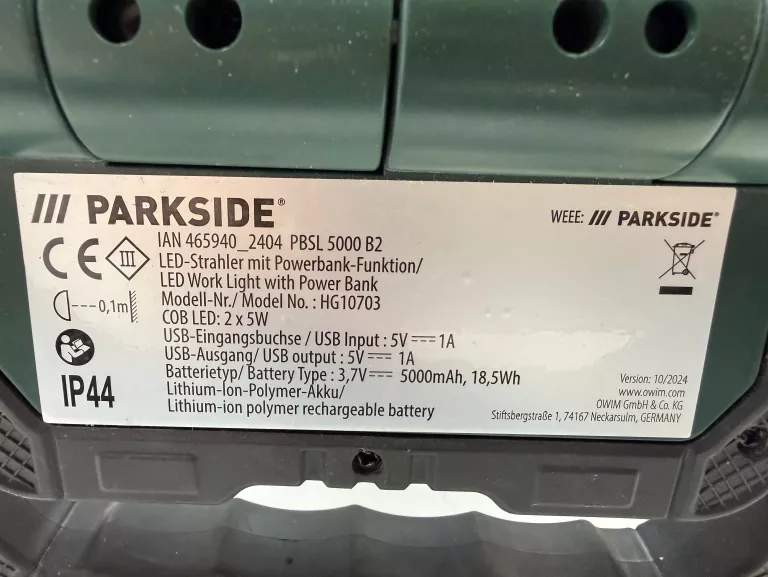 /// PARKSIDE®
WEEE: /// PARKSIDE®
IAN 465940_2404 PBSL 5000 B2
CE III
LED-Strahler mit Powerbank-Funktion/
LED Work Light with Power Bank
0,1m
Modell-Nr./ Model No. : HG10703
COB LED: 2 x 5W
USB-Eingangsbuchse / USB Input : 5V⎓1A
USB-Ausgang/ USB output : 5V⎓ 1A
Batterietyp/ Battery Type : 3,7V⎓ 5000mAh, 18,5Wh
IP44
Lithium-Ion-Polymer-Akku/
Lithium-ion polymer rechargeable battery
Version: 10/2024
www.owim.com
OWIM GmbH & Co. KG
Stiftsbergstraße 1, 74167 Neckarsulm, GERMANY